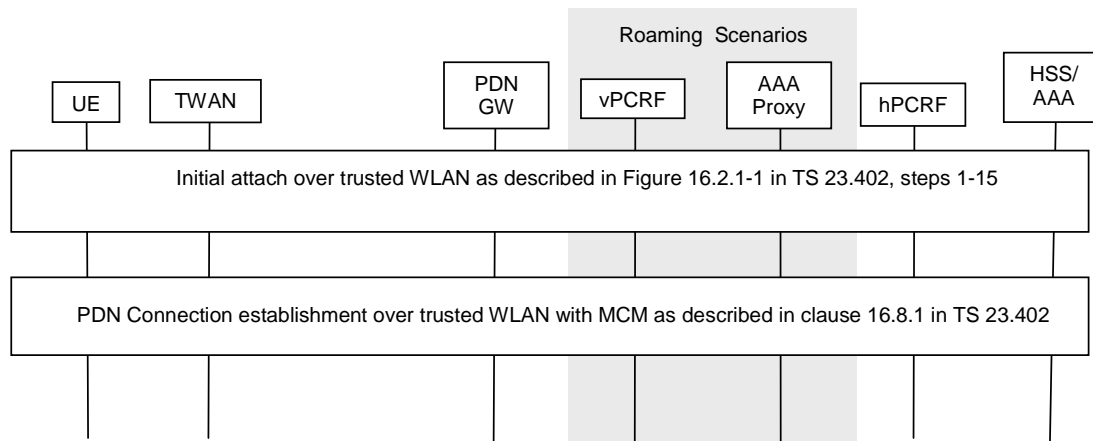 Roaming Scenarios
UE
TWAN
PDN
GW
vPCRF
AAA
Proxy
hPCRF
HSS/
AAA
Initial attach over trusted WLAN as described in Figure 16.2.1-1 in TS 23.402, steps 1-15
PDN Connection establishment over trusted WLAN with MCM as described in clause 16.8.1 in TS 23.402